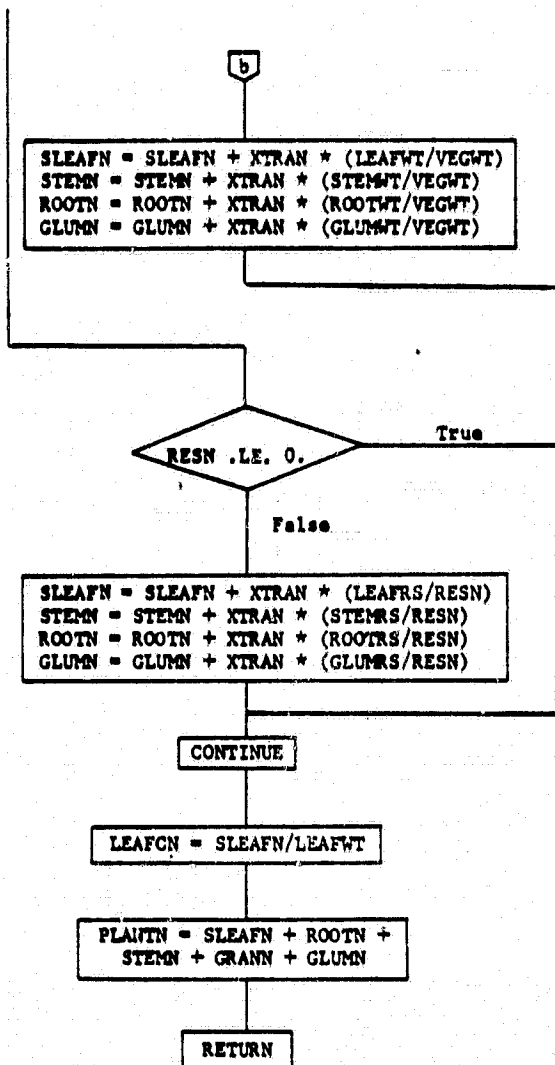 b
SLEAFN = SLEAFN + XTRAN * (LEAFWT/VEGWT)
STEMN = STEMN + XTRAN * (STEMWT/VEGWT)
ROOTN = ROOTN + XTRAN * (ROOTWT/VEGWT)
GLUMN = GLUMN + XTRAN * (GLUMWT/VEGWT)
RESN .LE. 0.
True
False
SLEAFN = SLEAFN + XTRAN * (LEAFRS/RESN)
STEMN = STEMN + XTRAN * (STEMRS/RESN)
ROOTN = ROOTN + XTRAN * (ROOTRS/RESN)
GLUMN = GLUMN + XTRAN * (GLUMRS/RESN)
CONTINUE
LEAFCN = SLEAFN/LEAFWT
PLANTN = SLEAFN + ROOTN +
STEMN + GRANN + GLUMN
RETURN